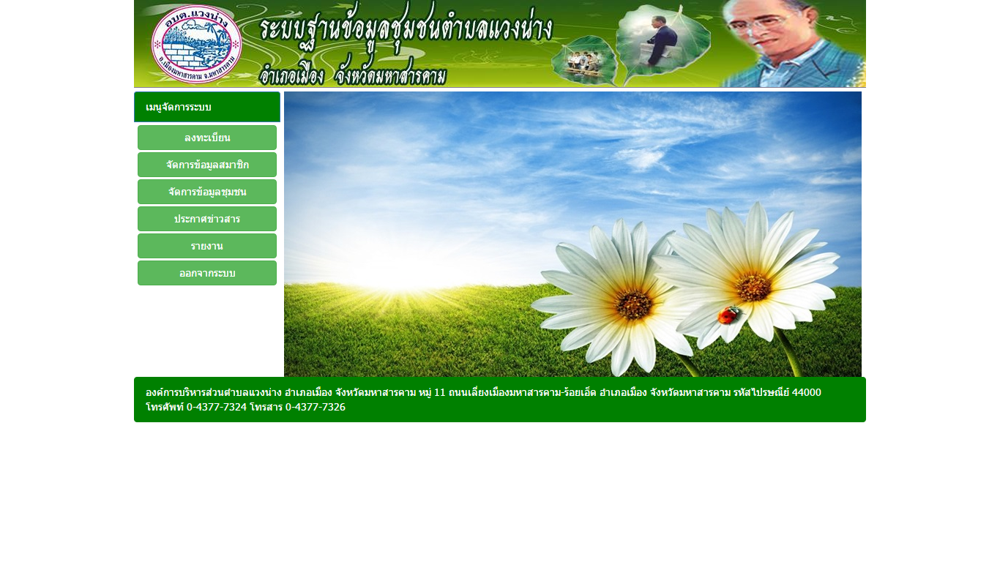 อบต.แวงน่าง
อ.เมืองมหาสารคาม จ.มหาสารคาม
ระบบฐานข้อมูลชุมชนตำบลแวงน่าง
อำเภอเมือง จังหวัดมหาสารคาม
เมนูจัดการระบบ
ลงทะเบียน
จัดการข้อมูลสมาชิก
จัดการข้อมูลชุมชน
ประกาศข่าวสาร
รายงาน
ออกจากระบบ
องค์การบริหารส่วนตำบลแวงน่าง อำเภอเมือง จังหวัดมหาสารคาม หมู่ 11 ถนนเลี่ยงเมืองมหาสารคาม-ร้อยเอ็ด อำเภอเมือง จังหวัดมหาสารคาม รหัสไปรษณีย์ 44000
โทรศัพท์ 0-4377-7324 โทรสาร 0-4377-7326